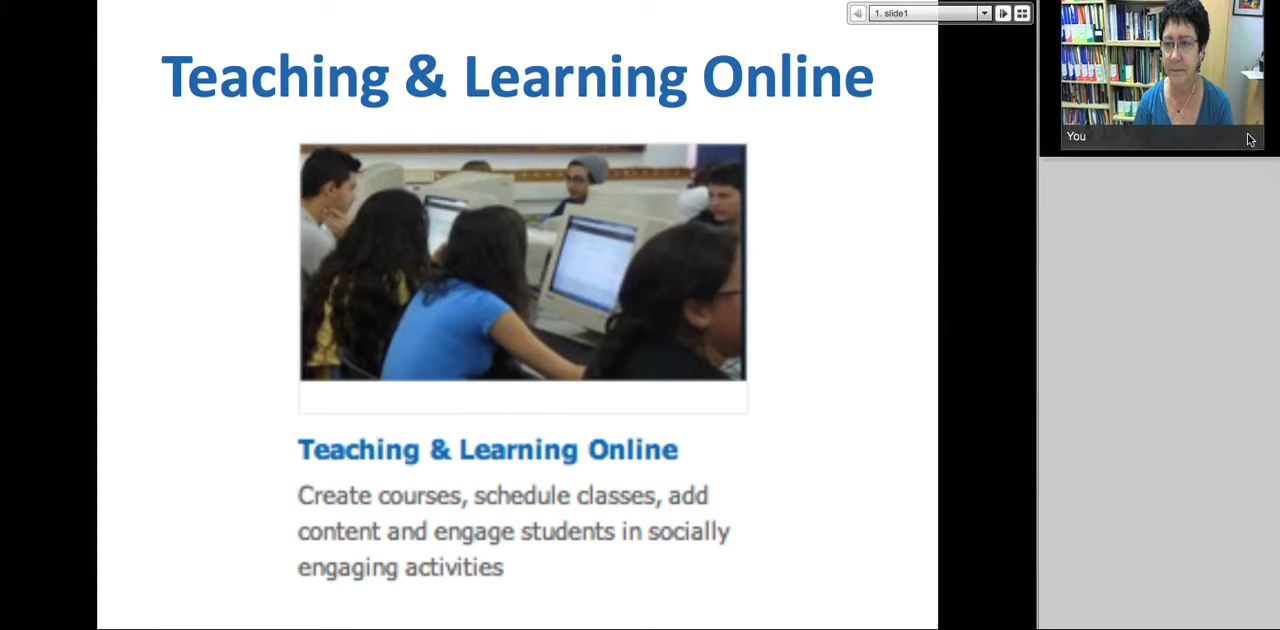 1. slide1
Teaching & Learning Online
You
Teaching & Learning Online
Create courses, schedule classes, add
content and engage students in socially
engaging activities